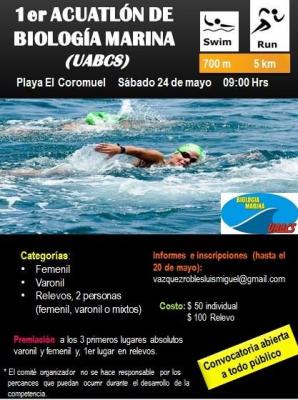 1er ACUATLÓN DE
BIOLOGÍA MARINA
(UABCS)
Swim
Run
700 m
5 km
Playa El Coromuel Sábado 24 de mayo 09:00 Hrs
BIOLOGIA
MARINA
UABCS
Categorías:
• Femenil
• Varonil
• Relevos, 2 personas
(femenil, varonil o mixtos)
Informes e inscripciones (hasta el
20 de mayo):
vazquezroblesluismiguel@gmail.com
Costo: $ 50 individual
$ 100 Relevo
Premiación a los 3 primeros lugares absolutos
varonil y femenil y, 1er lugar en relevos.
Convocatoria abierta
a todo público
* El comité organizador no se hace responsable por los
percances que puedan ocurrir durante el desarrollo de la
competencia.